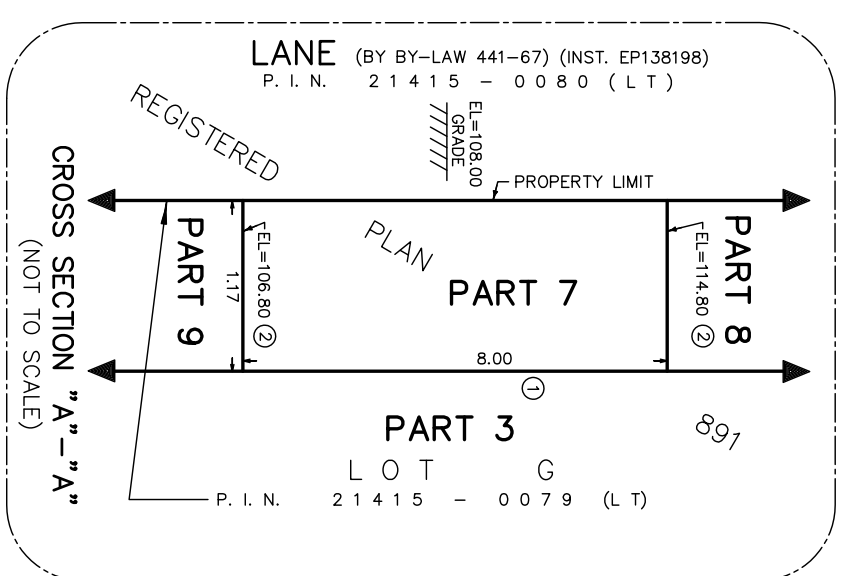 LANE (BY BY-LAW 441-67) (INST. EP138198)
P. I. N. 21415 - 0080 (LT)
REGISTERED
EL=108.00
GRADE
PROPERTY LIMIT
CROSS SECTION "A"-"A"
(NOT TO SCALE)
PART 9
1.17
EL=106.80 ②
PLAN
PART 7
EL=114.80 ②
PART 8
8.00
①
PART 3
891
LOT G
P. I. N. 21415 - 0079 (LT)